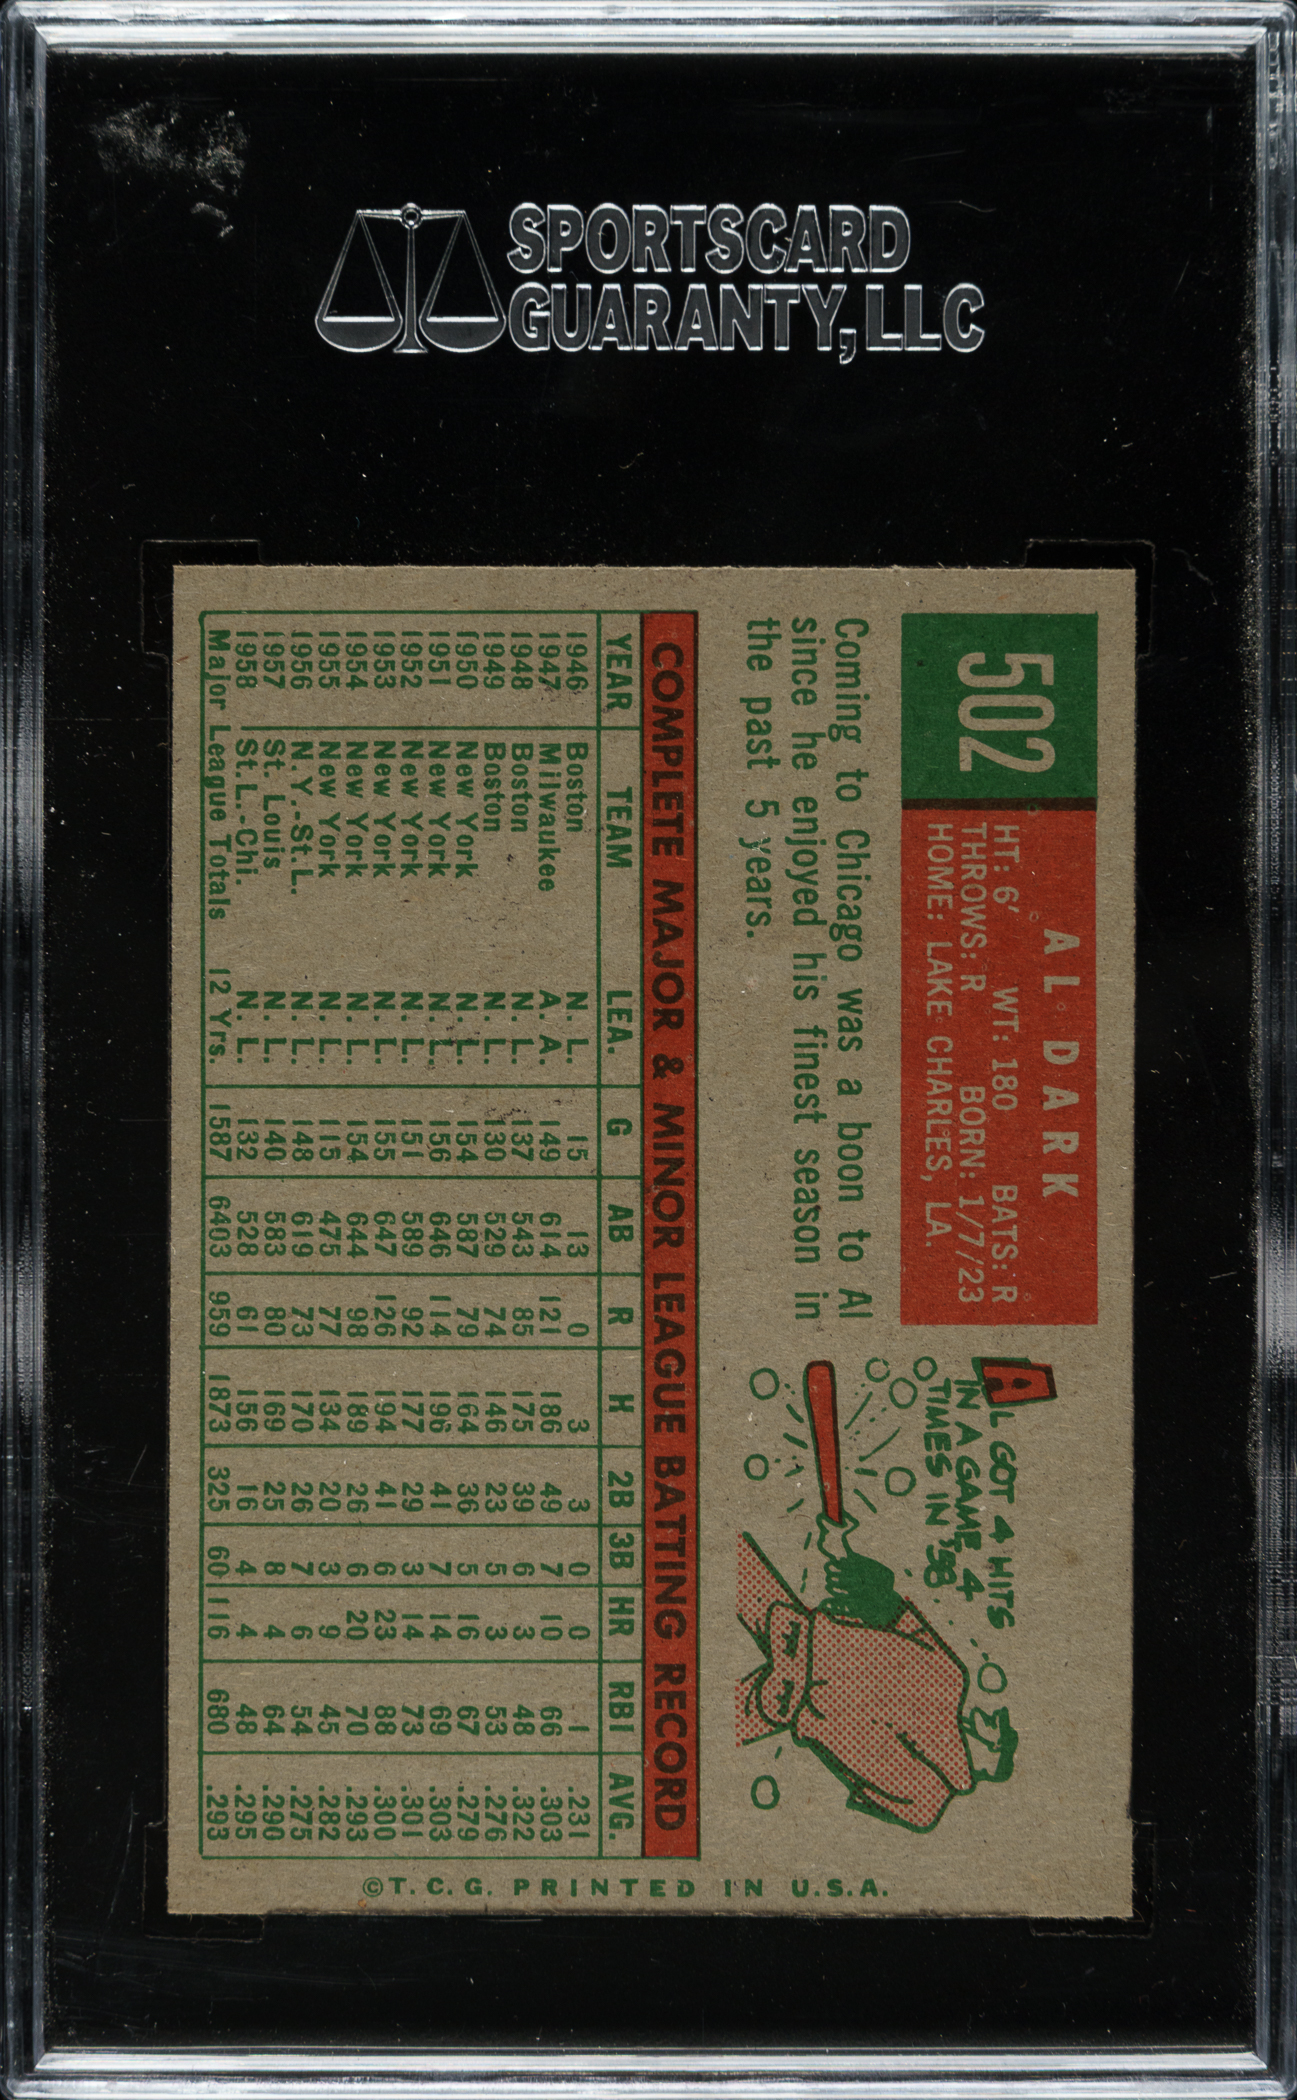 SPORTSCARD
GUARANTY, LLC
502
AL DARK
HT: 6' WT: 180 BATS: R
THROWS: R BORN: 1/7/23
HOME: LAKE CHARLES, LA.
Coming to Chicago was a boon to Al
since he enjoyed his finest season in
the past 5 years.
AL GOT 4 HITS
IN A GAME 4
TIMES IN '58
COMPLETE MAJOR & MINOR LEAGUE BATTING RECORD
YEAR TEAM LEA. G AB R H 2B 3B HR RBI AVG.
1946 Boston N. L. 15 13 0 3 3 0 0 1 .231
1947 Milwaukee A. A. 149 614 121 186 49 7 10 66 .303
1948 Boston N. L. 137 543 85 175 39 6 3 48 .322
1949 Boston N. L. 130 529 74 146 23 5 3 53 .276
1950 New York N. L. 154 587 79 164 36 5 16 67 .279
1951 New York N. L. 156 646 114 196 41 7 14 69 .303
1952 New York N. L. 151 589 92 177 29 3 14 73 .301
1953 New York N. L. 155 647 126 194 41 6 23 88 .300
1954 New York N. L. 154 644 98 189 26 6 20 70 .293
1955 New York N. L. 115 475 77 134 20 3 9 45 .282
1956 N. Y.-St.L. N. L. 148 619 73 170 26 7 6 54 .275
1957 St. Louis N. L. 140 583 80 169 25 8 4 64 .290
1958 St.L.-Chi. N. L. 132 528 61 156 16 4 4 48 .295
Major League Totals 12 Yrs. 1587 6403 959 1873 325 60 116 680 .293
©T. C. G. PRINTED IN U.S.A.